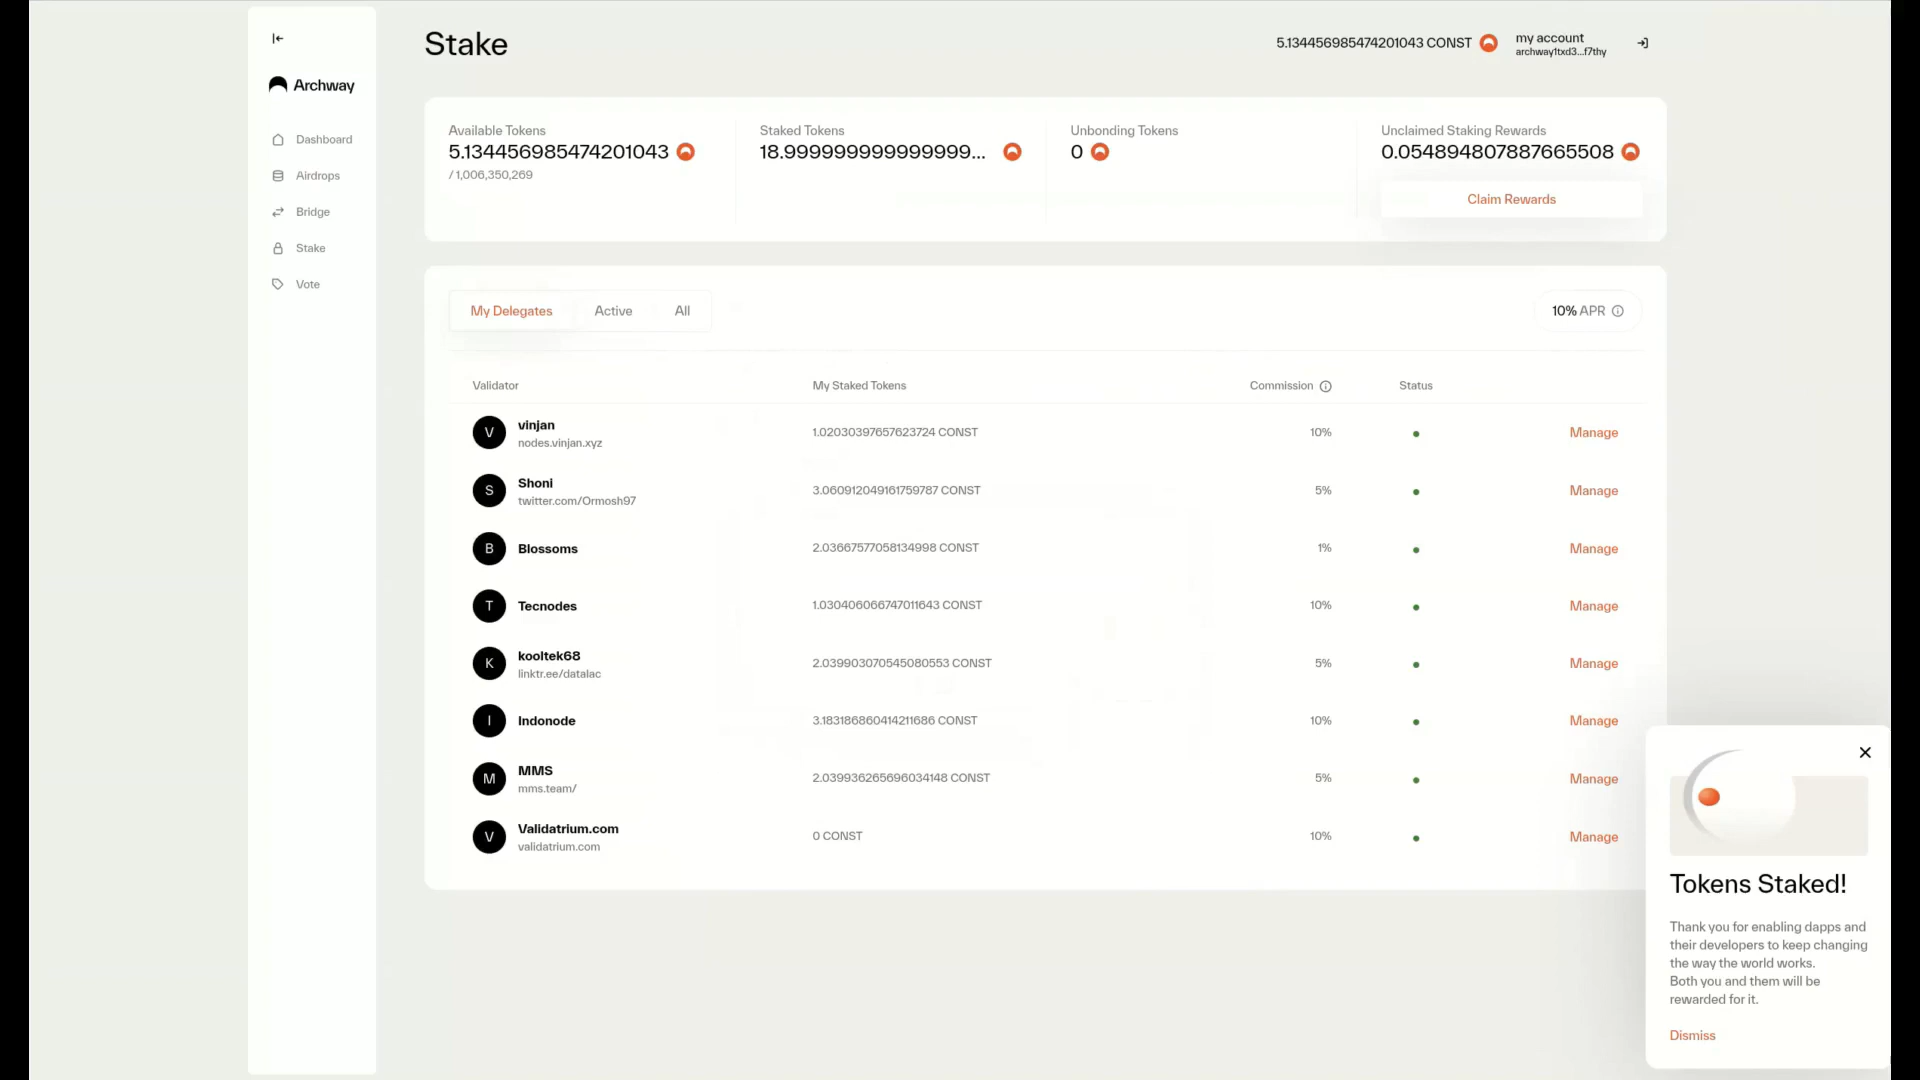 Archway
Dashboard
Airdrops
Bridge
Stake
Vote
Stake
5.134456985474201043 CONST
my account
archway1txd3...f7thy
Available Tokens
5.134456985474201043
/ 1,006,350,269
Staked Tokens
18.999999999999999...
Unbonding Tokens
0
Unclaimed Staking Rewards
0.054894807887665508
Claim Rewards
My Delegates
Active
All
10% APR
Validator
My Staked Tokens
Commission
Status
V
vinjan
nodes.vinjan.xyz
1.02030397657623724 CONST
10%
Manage
S
Shoni
twitter.com/Ormosh97
3.060912049161759787 CONST
5%
Manage
B
Blossoms
2.03667577058134998 CONST
1%
Manage
T
Tecnodes
1.030406066747011643 CONST
10%
Manage
K
kooltek68
linktr.ee/datalac
2.039903070545080553 CONST
5%
Manage
I
Indonode
3.183186860414211686 CONST
10%
Manage
M
MMS
mms.team/
2.039936265696034148 CONST
5%
Manage
V
Validatrium.com
validatrium.com
0 CONST
10%
Manage
Tokens Staked!
Thank you for enabling dapps and
their developers to keep changing
the way the world works.
Both you and them will be
rewarded for it.
Dismiss